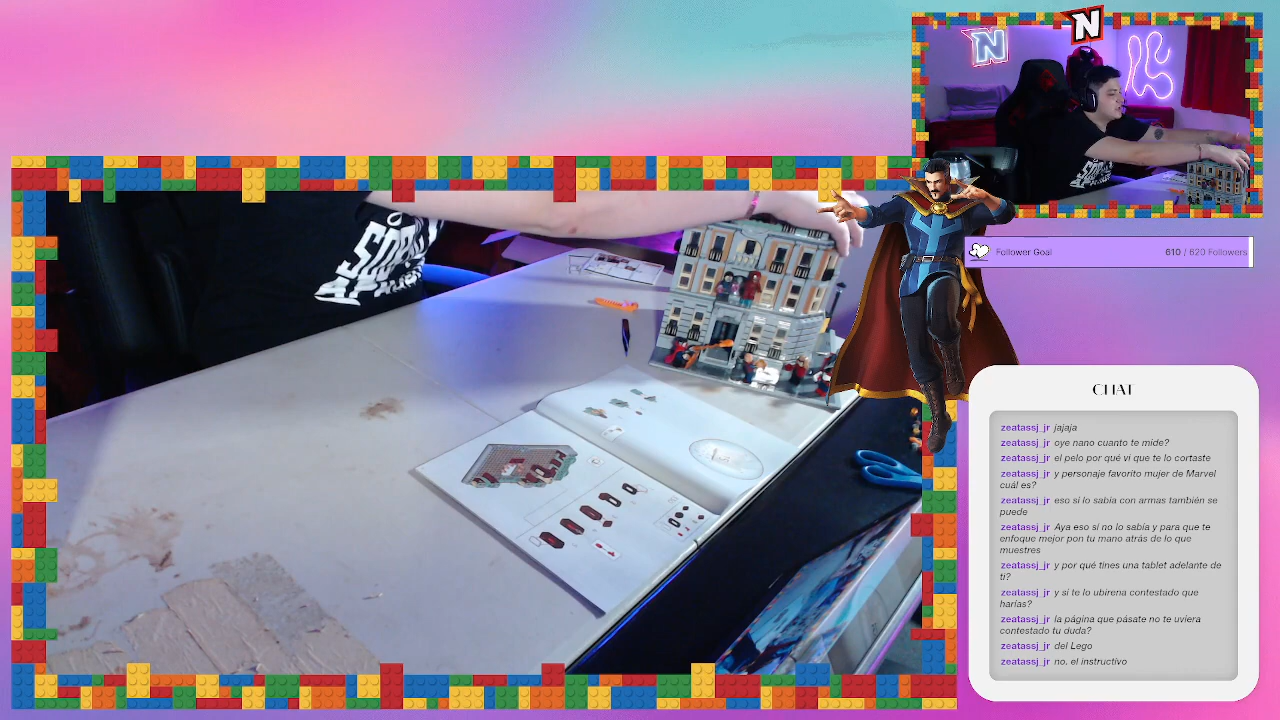 N
N
Follower Goal
610 / 620 Followers
CHAT
zeatassj_jr jajaja
zeatassj_jr oye nano cuanto te mide?
zeatassj_jr el pelo por qué vi que te lo cortaste
zeatassj_jr y personaje favorito mujer de Marvel
cuál es?
zeatassj_jr eso si lo sabía con armas también se
puede
zeatassj_jr Aya eso sí no lo sabía y para que te
enfoque mejor pon tu mano atrás de lo que
muestres
zeatassj_jr y por qué tines una tablet adelante de
ti?
zeatassj_jr y si te lo ubirena contestado que
harías?
zeatassj_jr la página que pásate no te uviera
contestado tu duda?
zeatassj_jr del Lego
zeatassj_jr no, el instructivo